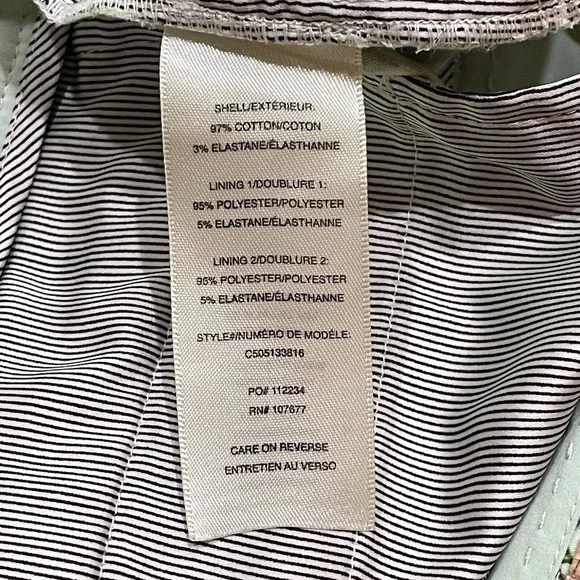 SHELL/EXTÉRIEUR:
97% COTTON/COTON
3% ELASTANE/ÉLASTHANNE
LINING 1/DOUBLURE 1:
95% POLYESTER/POLYESTER
5% ELASTANE/ÉLASTHANNE
LINING 2/DOUBLURE 2:
95% POLYESTER/POLYESTER
5% ELASTANE/ÉLASTHANNE
STYLE#/NUMÉRO DE MODÈLE:
C505133816
PO# 112234
RN# 107677
CARE ON REVERSE
ENTRETIEN AU VERSO